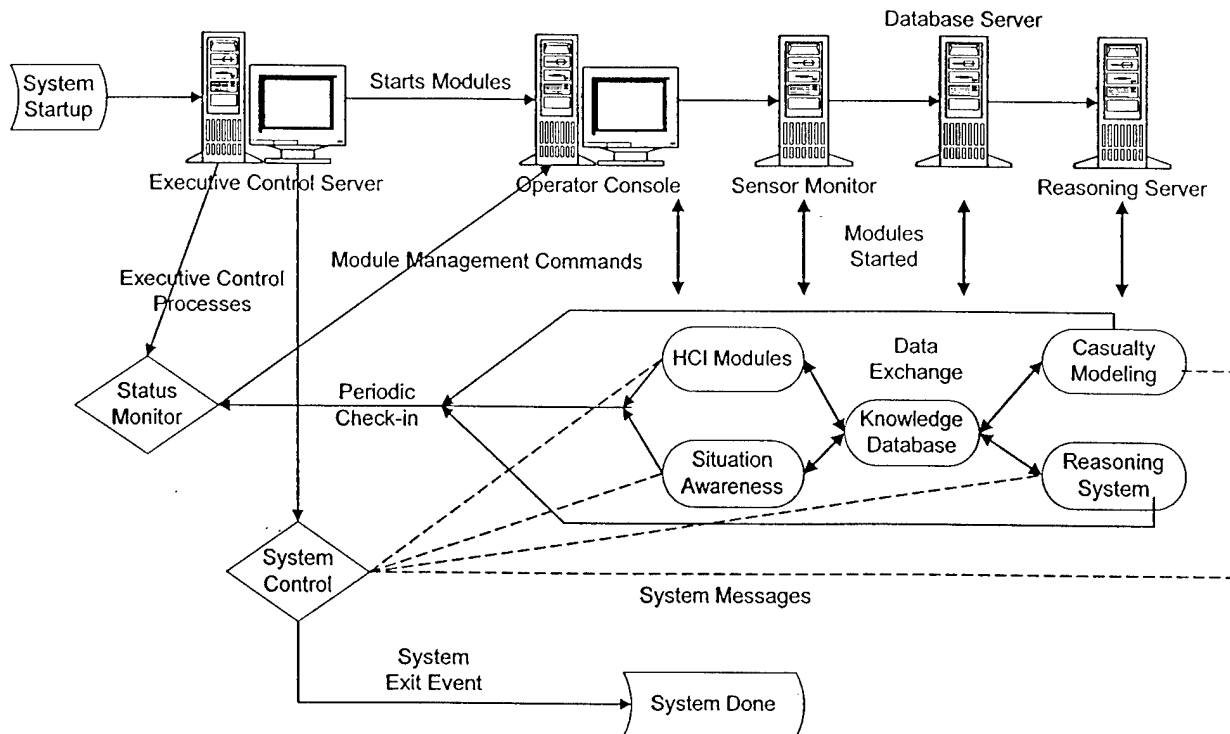 Database Server
System
Startup
Starts Modules
Executive Control Server
Operator Console
Sensor Monitor
Reasoning Server
Modules
Started
Module Management Commands
Executive Control
Processes
HCI Modules
Data
Exchange
Casualty
Modeling
Status
Monitor
Periodic
Check-in
Knowledge
Database
Situation
Awareness
Reasoning
System
System
Control
System Messages
System
Exit Event
System Done